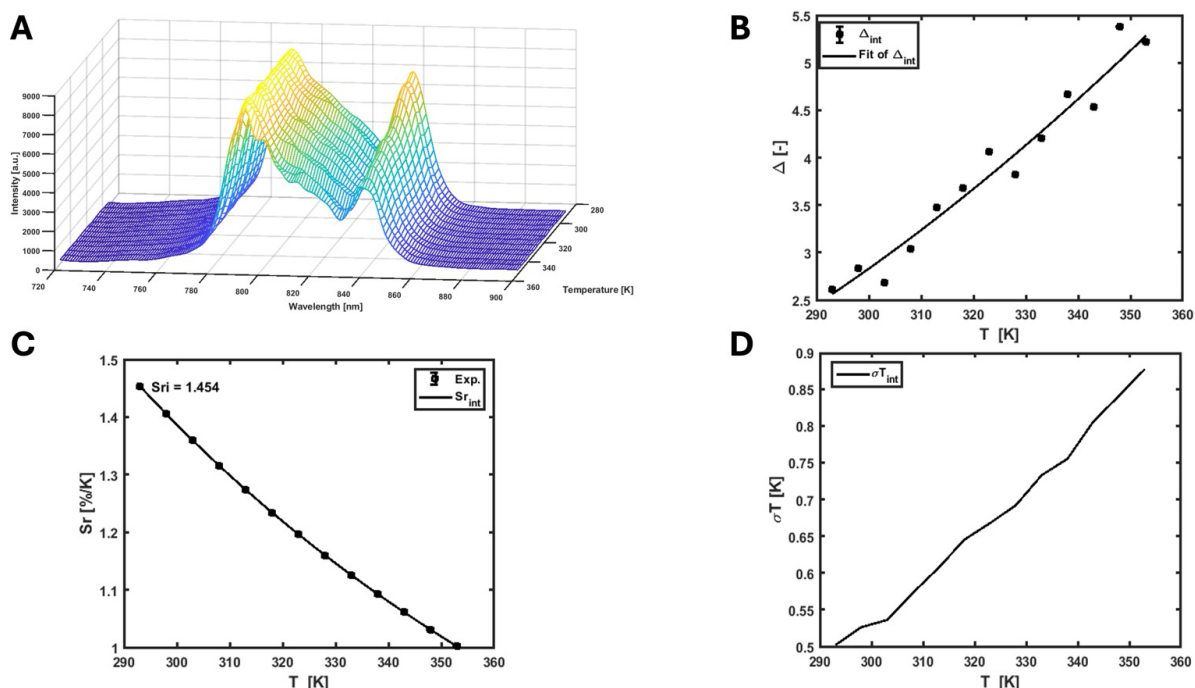 A
9000
8000
7000
6000
5000
4000
3000
2000
1000
0
Intensity [a.u.]
720
740
760
780
800
820
840
860
880
900
Wavelength [nm]
280
300
320
340
360
Temperature [K]
B
5.5
5
4.5
4
3.5
3
2.5
Δ [-]
Δint
Fit of Δint
290 300 310 320 330 340 350 360
T [K]
C
1.5
1.4
1.3
1.2
1.1
1
Sr [%/K]
Sri = 1.454
Exp.
Srint
290 300 310 320 330 340 350 360
T [K]
D
0.9
0.85
0.8
0.75
0.7
0.65
0.6
0.55
0.5
σT [K]
σTint
290 300 310 320 330 340 350 360
T [K]